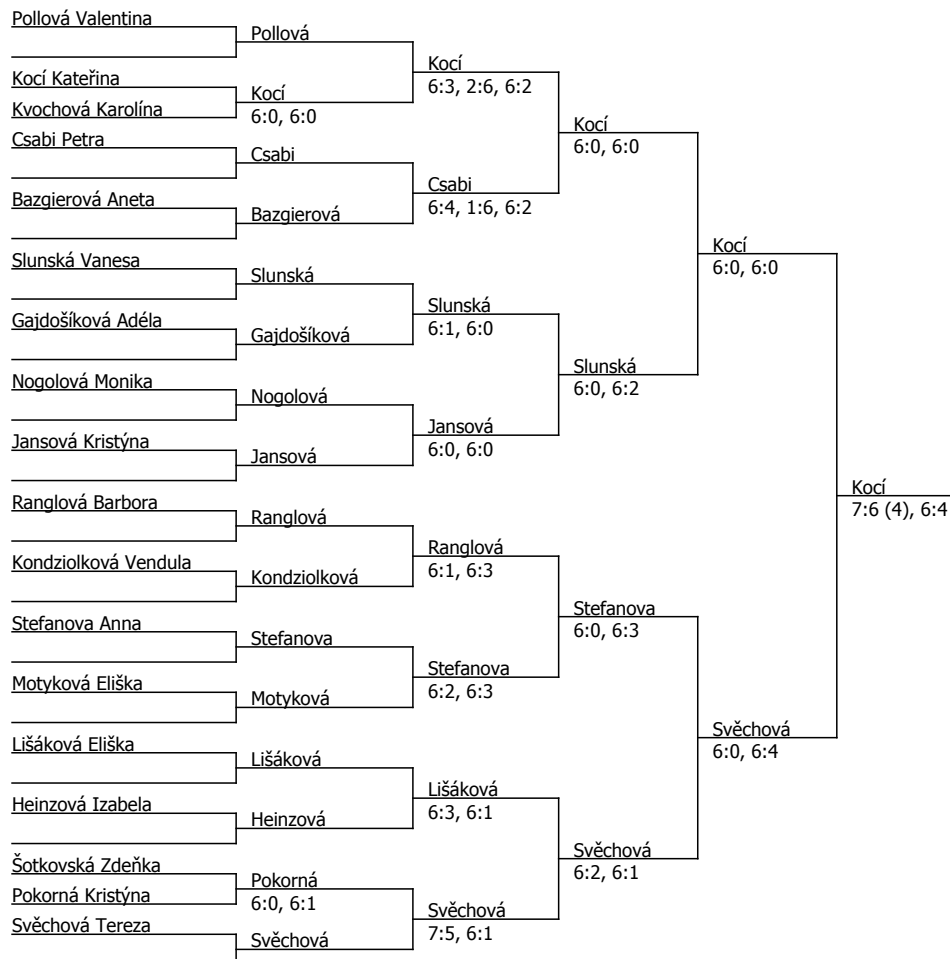 Pollová Valentina
Kocí Kateřina
Kvochová Karolína
Csabi Petra
Bazgierová Aneta
Slunská Vanesa
Gajdošíková Adéla
Nogolová Monika
Jansová Kristýna
Ranglová Barbora
Kondziolková Vendula
Stefanova Anna
Motyková Eliška
Lišáková Eliška
Heinzová Izabela
Šotkovská Zdeňka
Pokorná Kristýna
Svěchová Tereza
Pollová
Kocí
6:0, 6:0
Csabi
Bazgierová
Slunská
Gajdošíková
Nogolová
Jansová
Ranglová
Kondziolková
Stefanova
Motyková
Lišáková
Heinzová
Pokorná
6:0, 6:1
Svěchová
Kocí
6:3, 2:6, 6:2
Csabi
6:4, 1:6, 6:2
Slunská
6:1, 6:0
Jansová
6:0, 6:0
Ranglová
6:1, 6:3
Stefanova
6:2, 6:3
Lišáková
6:3, 6:1
Svěchová
7:5, 6:1
Kocí
6:0, 6:0
Slunská
6:0, 6:2
Stefanova
6:0, 6:3
Svěchová
6:2, 6:1
Kocí
6:0, 6:0
Svěchová
6:0, 6:4
Kocí
7:6 (4), 6:4